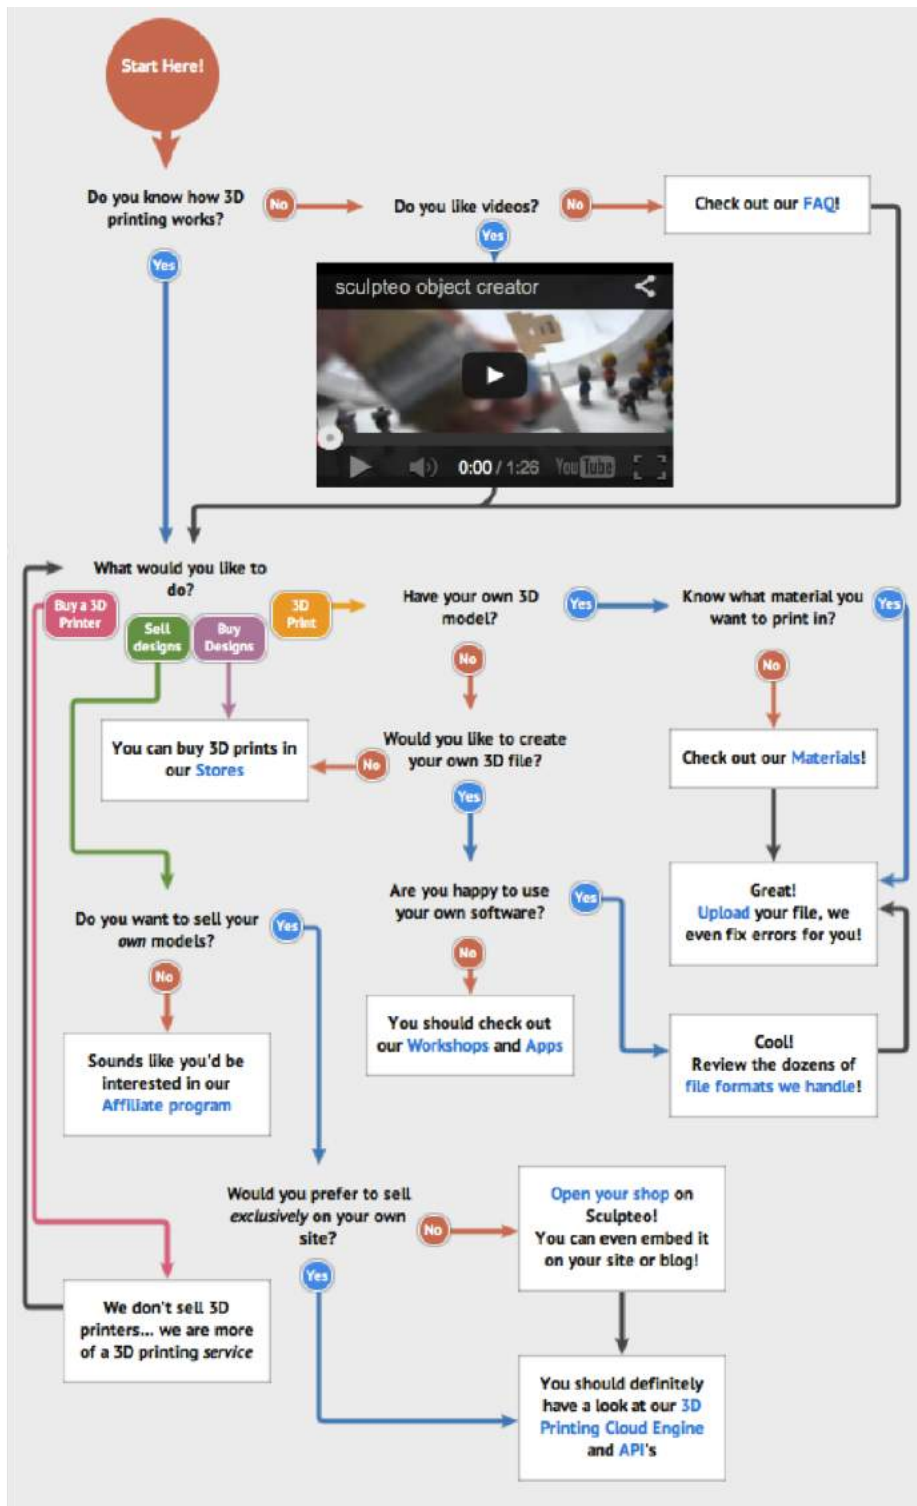 Start Here!
Do you know how 3D
printing works?
No
Do you like videos?
No
Check out our FAQ!
Yes
Yes
sculpteo object creator
0:00 / 1:26 YouTube
What would you like to
do?
Buy a 3D
Printer
Sell
designs
Buy
Designs
3D
Print
Have your own 3D
model?
Yes
Know what material you
want to print in?
Yes
No
No
You can buy 3D prints in
our Stores
No
Would you like to create
your own 3D file?
Check out our Materials!
Yes
Are you happy to use
your own software?
Yes
Great!
Upload your file, we
even fix errors for you!
Do you want to sell your
own models?
Yes
No
No
You should check out
our Workshops and Apps
Cool!
Review the dozens of
file formats we handle!
Sounds like you'd be
interested in our
Affiliate program
Would you prefer to sell
exclusively on your own
site?
No
Open your shop on
Sculpteo!
You can even embed it
on your site or blog!
Yes
We don't sell 3D
printers... we are more
of a 3D printing service
You should definitely
have a look at our 3D
Printing Cloud Engine
and API's